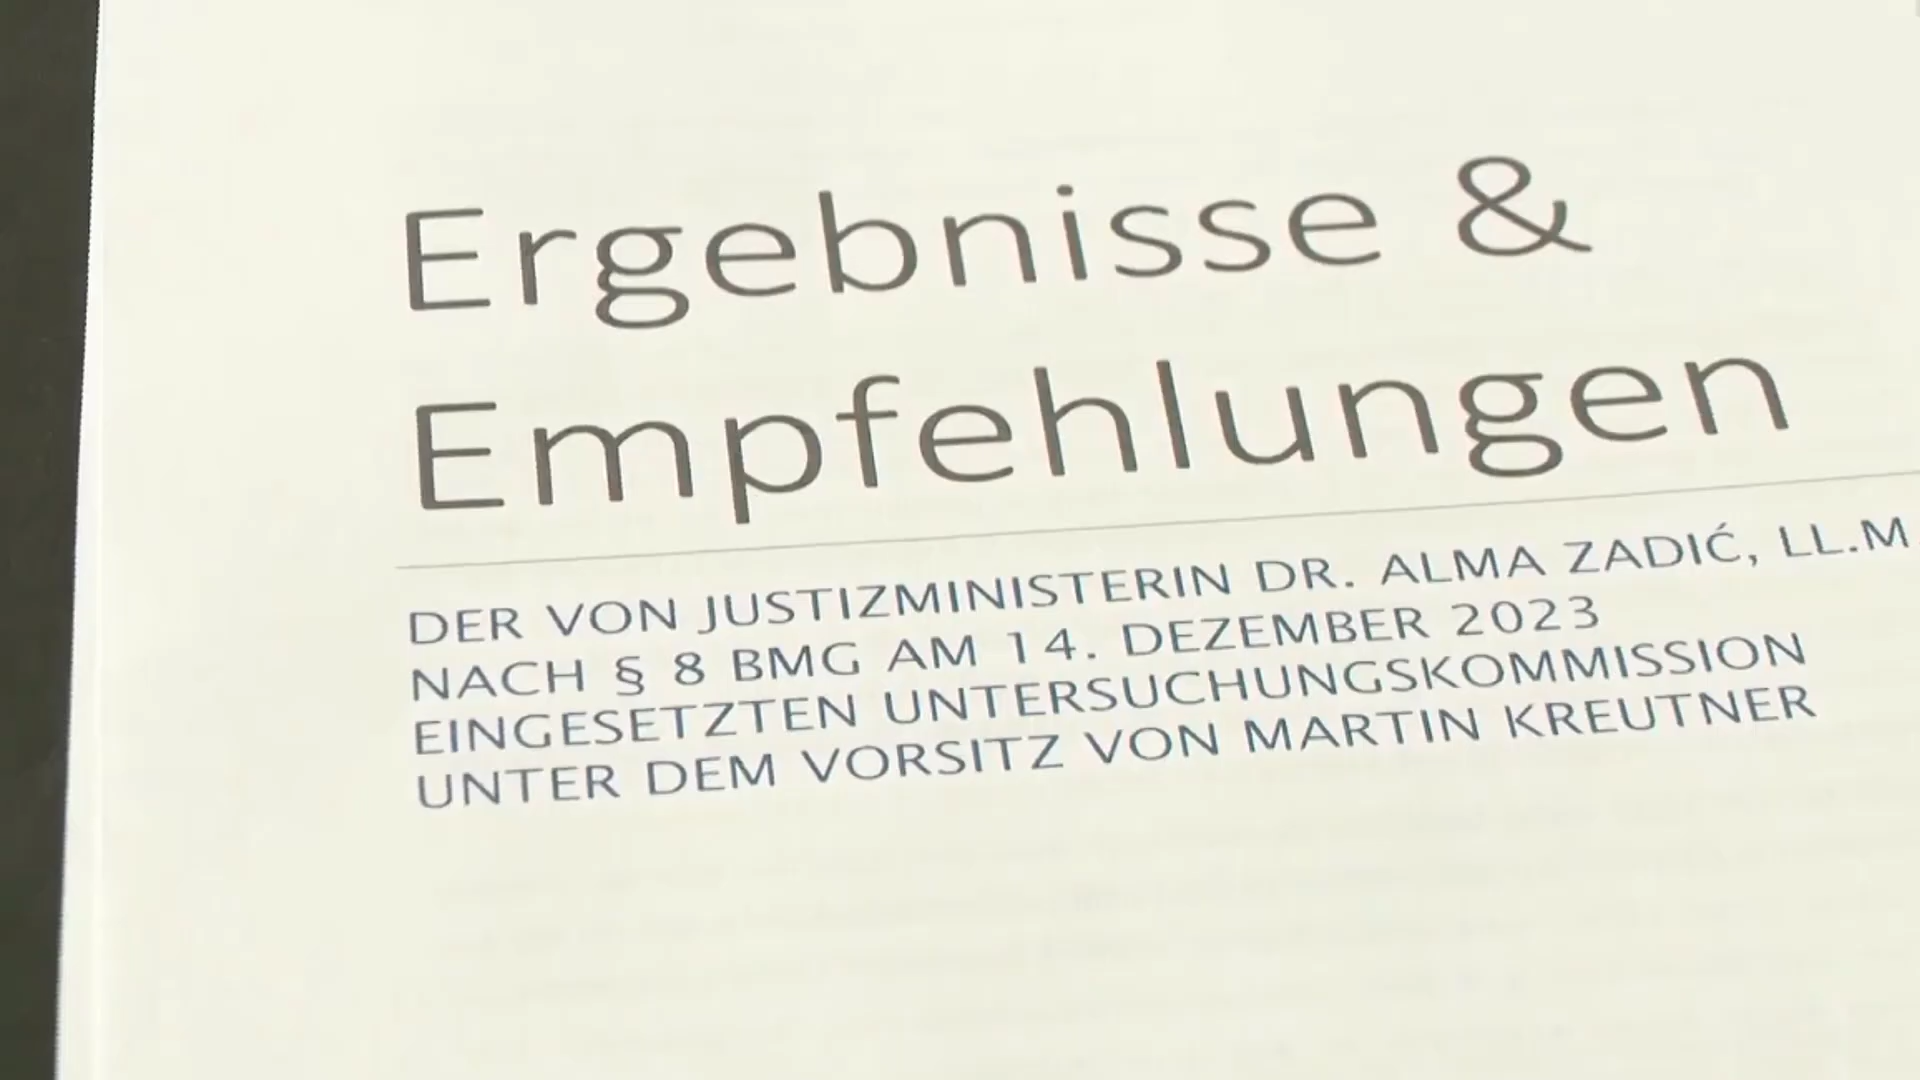 Ergebnisse &
Empfehlungen
DER VON JUSTIZMINISTERIN DR. ALMA ZADIĆ, LL.M.
NACH § 8 BMG AM 14. DEZEMBER 2023
EINGESETZTEN UNTERSUCHUNGSKOMMISSION
UNTER DEM VORSITZ VON MARTIN KREUTNER